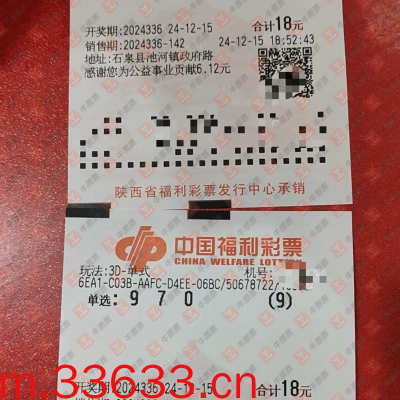 开奖期:2024336 24-12-15 合计18元
销售期:2024336-142 24-12-15 18:52:43
地址:石泉县池河镇政府路
感谢您为公益事业贡献6.12元
陕西省福利彩票发行中心承销
中国福利彩票
CHINA WELFARE LOTTERY
玩法:3D-单式 机号:
6EA1-C03B-AAFC-D4EE-06BC/50678722/
单选: 9 7 0 (9)
开奖期:2024336 24-12-15 合计18元
m.33633.cn